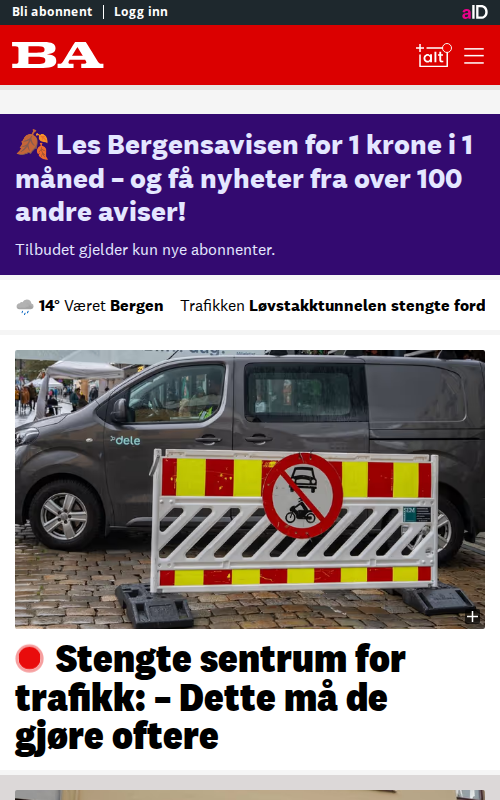 Bli abonnent
Logg inn
aID
BA
+alt
🍂 Les Bergensavisen for 1 krone i 1
måned – og få nyheter fra over 100
andre aviser!
Tilbudet gjelder kun nye abonnenter.
14° Været Bergen
Trafikken Løvstakktunnelen stengte ford
dele
Stengte sentrum for
trafikk: – Dette må de
gjøre oftere